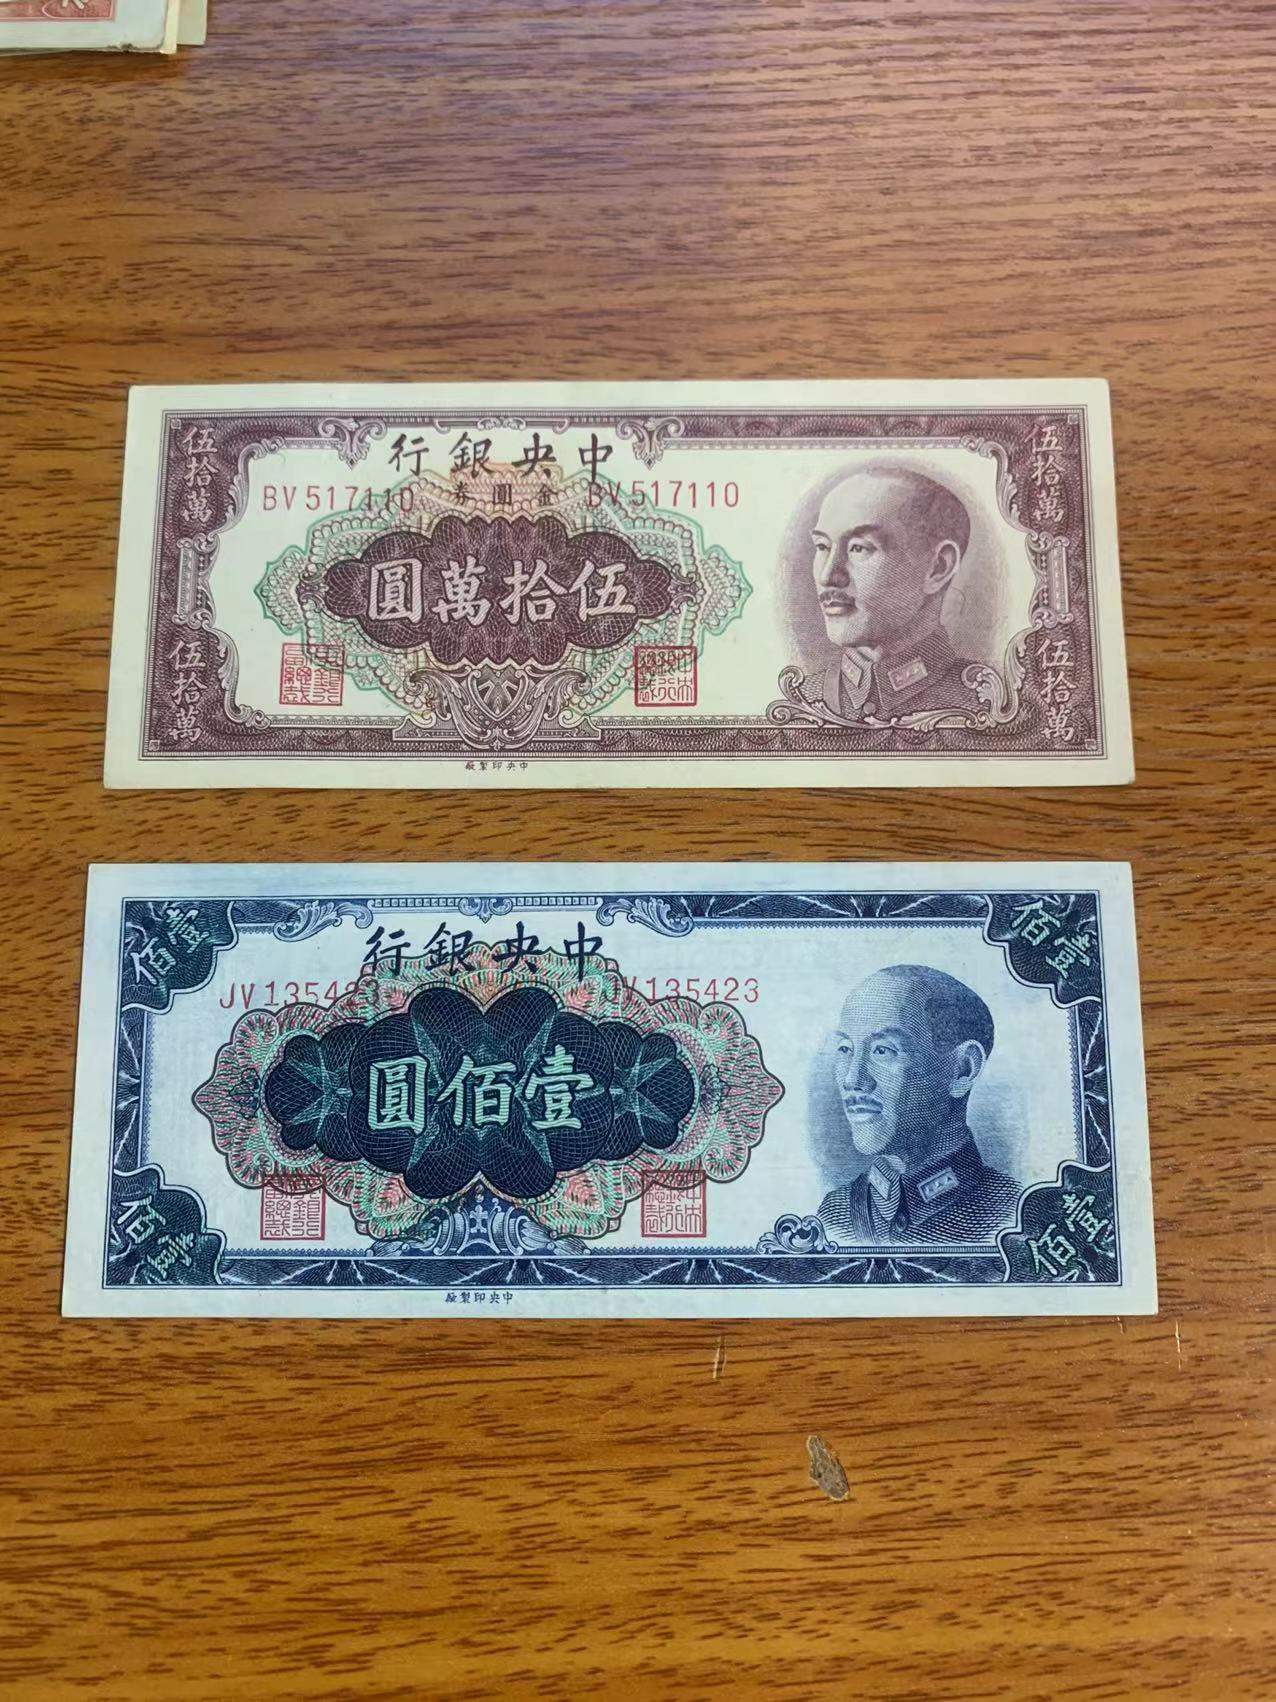 中央銀行
伍拾萬
伍拾萬
BV517110
金圓券
BV517110
伍拾萬圓
伍拾萬
伍拾萬
中央印製廠
中央銀行
壹佰
壹佰
JV135423
JV135423
壹佰圓
壹佰
壹佰
中央印製廠